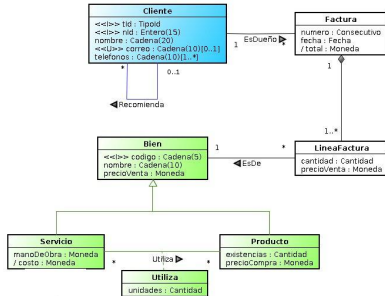 Cliente
<<I>> tid : TipoId
<<I>> nId : Entero(15)
nombre : Cadena(20)
<<U>> correo : Cadena(10)[0..1]
telefonos : Cadena(10)[1..*]
Factura
numero : Consecutivo
fecha : Fecha
/ total : Moneda
EsDueño
1
*
*
0..1
Recomienda
1
1..*
Bien
<<I>> codigo : Cadena(5)
nombre : Cadena(10)
precioVenta : Moneda
1
*
EsDe
LineaFactura
cantidad : Cantidad
precioVenta : Moneda
Servicio
manoDeObra : Moneda
/ costo : Moneda
*
Utiliza
*
Producto
existencias : Cantidad
precioCompra : Moneda
Utiliza
unidades : Cantidad